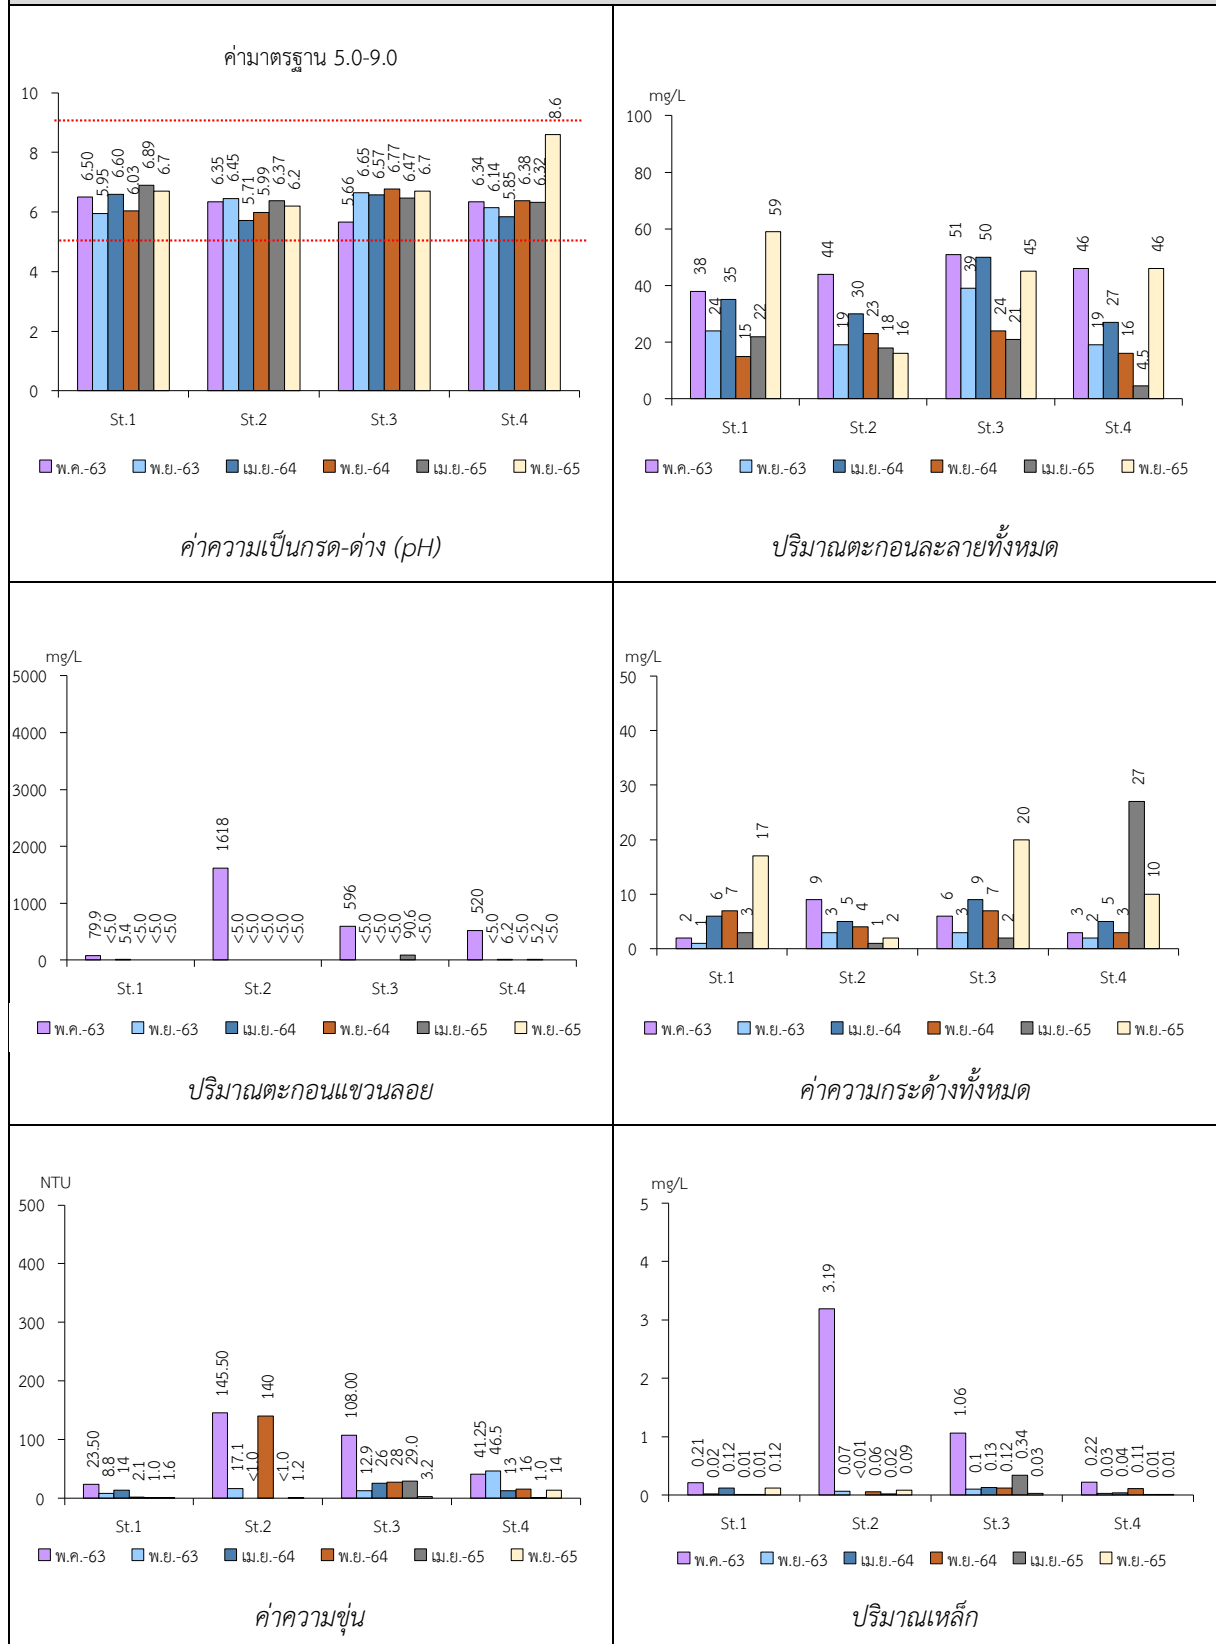 ค่ามาตรฐาน 5.0-9.0
10
8
6
4
2
0
6.50 5.95 6.60 6.03 6.89 6.7
6.35 6.45 5.71 5.99 6.37 6.2
5.66 6.65 6.57 6.77 6.47 6.7
6.34 6.14 5.85 6.38 6.32 8.6
St.1 St.2 St.3 St.4
พ.ค.-63 พ.ย.-63 เม.ย.-64 พ.ย.-64 เม.ย.-65 พ.ย.-65
ค่าความเป็นกรด-ด่าง (pH)
mg/L
100
80
60
40
20
0
38 24 35 15 22 59
44 19 30 23 18 16
51 39 50 24 21 45
46 19 27 16 4.5 46
St.1 St.2 St.3 St.4
พ.ค.-63 พ.ย.-63 เม.ย.-64 พ.ย.-64 เม.ย.-65 พ.ย.-65
ปริมาณตะกอนละลายทั้งหมด
mg/L
5000
4000
3000
2000
1000
0
79.9 <5.0 5.4 <5.0 <5.0 <5.0
1618 <5.0 <5.0 <5.0 <5.0 <5.0
596 <5.0 <5.0 <5.0 90.6 <5.0
520 <5.0 6.2 <5.0 5.2 <5.0
St.1 St.2 St.3 St.4
พ.ค.-63 พ.ย.-63 เม.ย.-64 พ.ย.-64 เม.ย.-65 พ.ย.-65
ปริมาณตะกอนแขวนลอย
mg/L
50
40
30
20
10
0
2 1 6 7 3 17
9 3 5 4 1 2
6 3 9 7 2 20
3 2 5 3 27 10
St.1 St.2 St.3 St.4
พ.ค.-63 พ.ย.-63 เม.ย.-64 พ.ย.-64 เม.ย.-65 พ.ย.-65
ค่าความกระด้างทั้งหมด
NTU
500
400
300
200
100
0
23.50 8.8 14 2.1 1.0 1.6
145.50 17.1 <1.0 140 <1.0 1.2
108.00 12.9 26 28 29.0 3.2
41.25 46.5 13 16 1.0 14
St.1 St.2 St.3 St.4
พ.ค.-63 พ.ย.-63 เม.ย.-64 พ.ย.-64 เม.ย.-65 พ.ย.-65
ค่าความขุ่น
mg/L
5
4
3
2
1
0
0.21 0.02 0.12 0.01 0.01 0.12
3.19 0.07 <0.01 0.06 0.02 0.09
1.06 0.1 0.13 0.12 0.34 0.03
0.22 0.03 0.04 0.11 0.01 0.01
St.1 St.2 St.3 St.4
พ.ค.-63 พ.ย.-63 เม.ย.-64 พ.ย.-64 เม.ย.-65 พ.ย.-65
ปริมาณเหล็ก